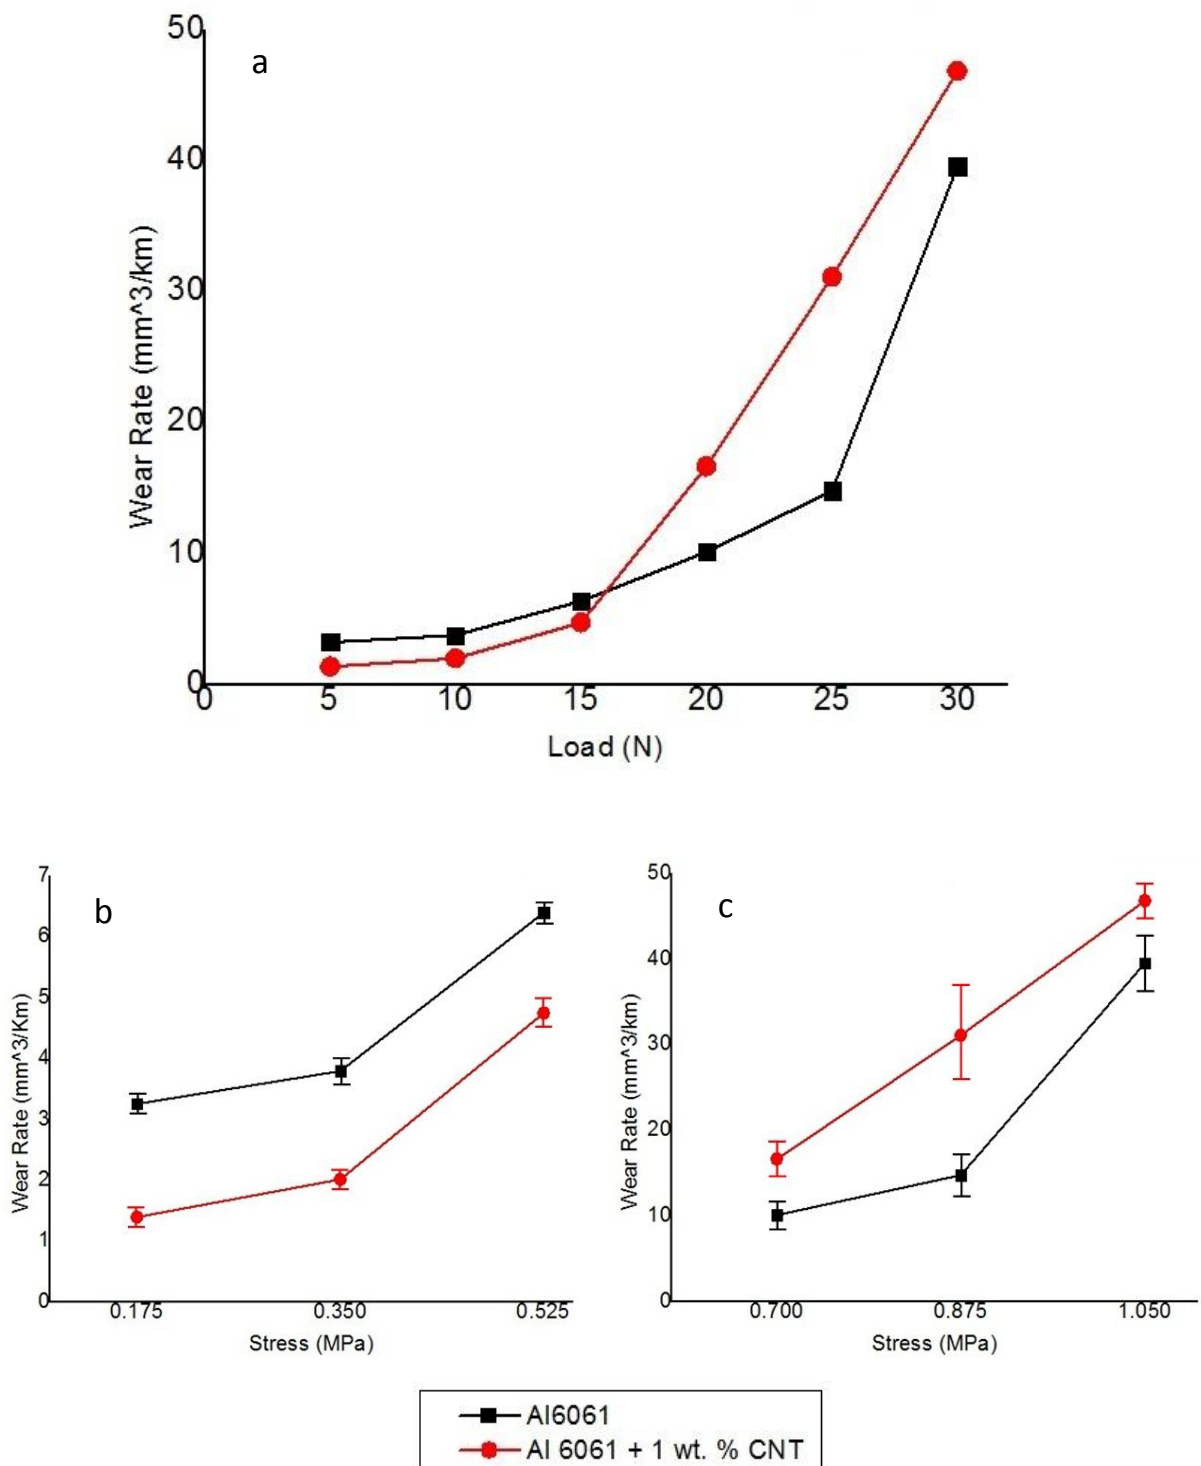 a
50
40
30
20
10
0
Wear Rate (mm^3/km)
0 5 10 15 20 25 30
Load (N)
b
7
6
5
4
3
2
1
0
Wear Rate (mm^3/Km)
0.175 0.350 0.525
Stress (MPa)
c
50
40
30
20
10
0
Wear Rate (mm^3/km)
0.700 0.875 1.050
Stress (MPa)
Al6061
Al 6061 + 1 wt. % CNT